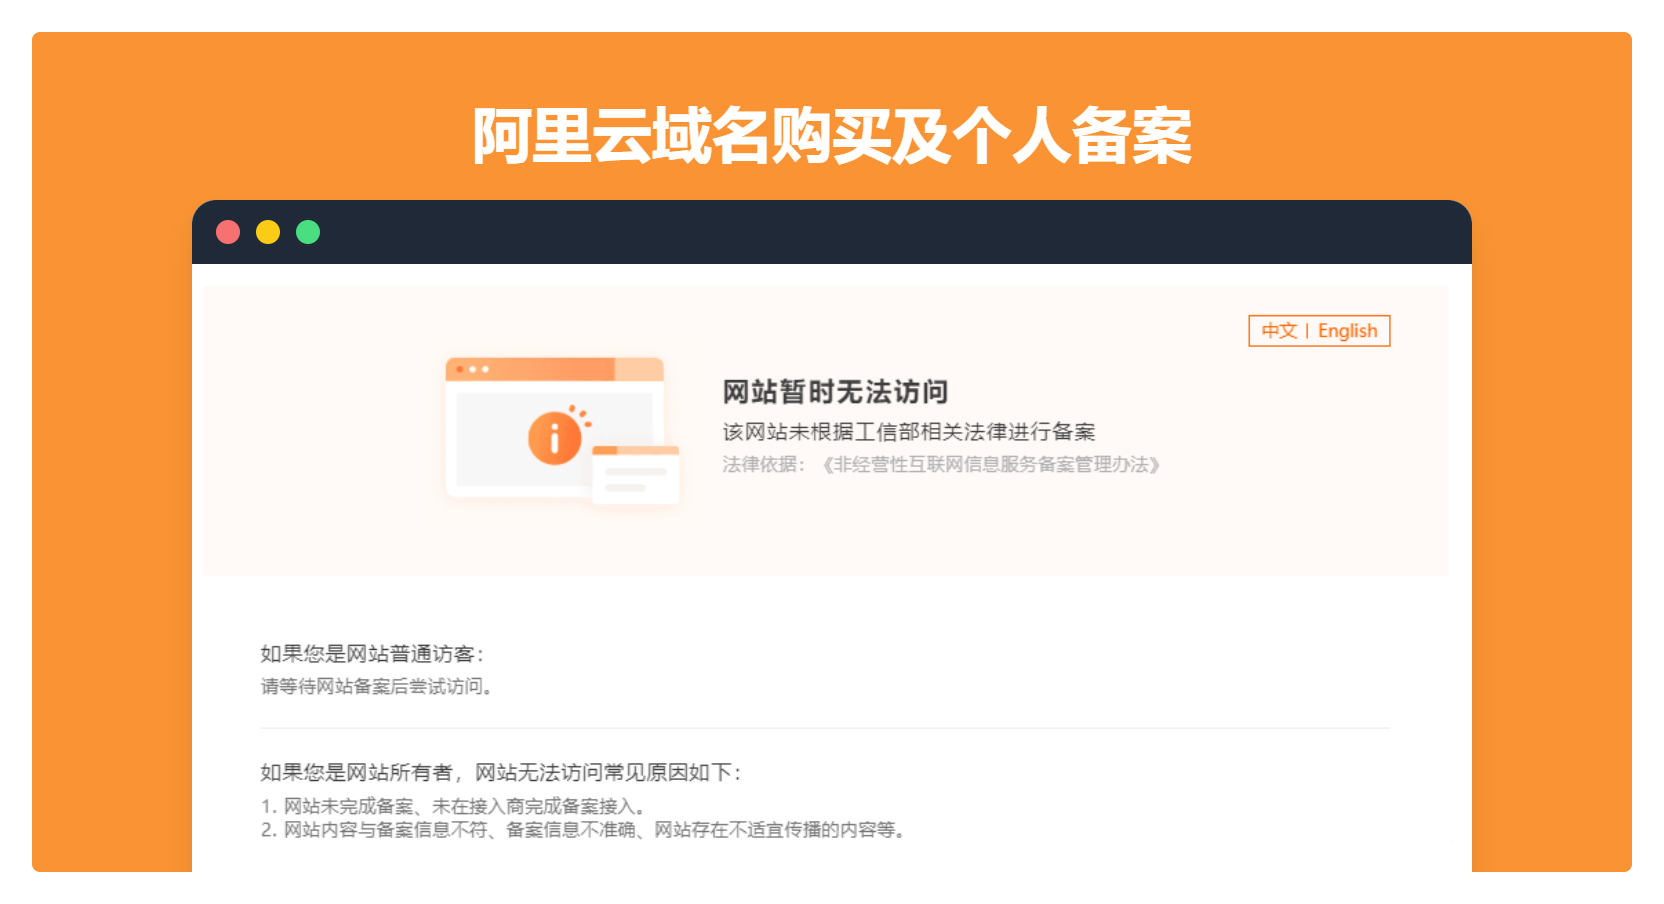 阿里云域名购买及个人备案
中文 | English
网站暂时无法访问
该网站未根据工信部相关法律进行备案
法律依据：《非经营性互联网信息服务备案管理办法》
如果您是网站普通访客：
请等待网站备案后尝试访问。
如果您是网站所有者，网站无法访问常见原因如下：
1. 网站未完成备案、未在接入商完成备案接入。
2. 网站内容与备案信息不符、备案信息不准确、网站存在不适宜传播的内容等。